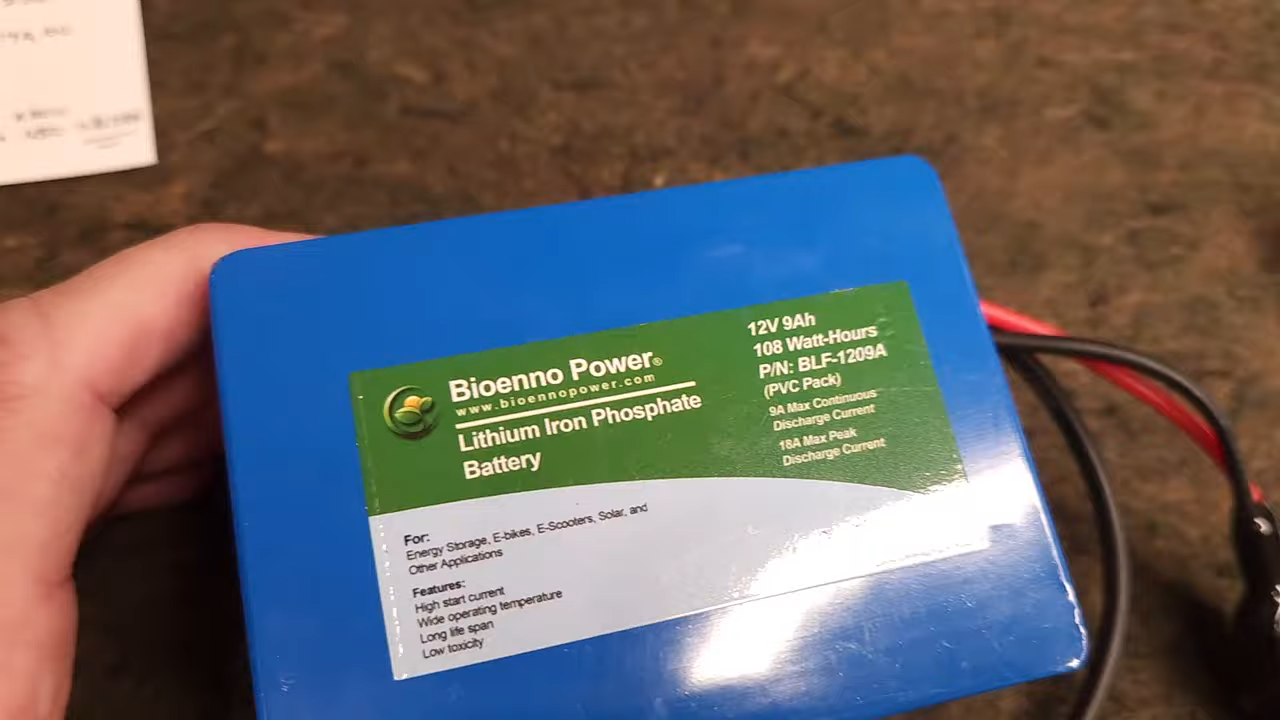 Bioenno Power®
www.bioennopower.com
Lithium Iron Phosphate
Battery
12V 9Ah
108 Watt-Hours
P/N: BLF-1209A
(PVC Pack)
9A Max Continuous
Discharge Current
18A Max Peak
Discharge Current
For:
Energy Storage, E-bikes, E-Scooters, Solar, and
Other Applications
Features:
High start current
Wide operating temperature
Long life span
Low toxicity